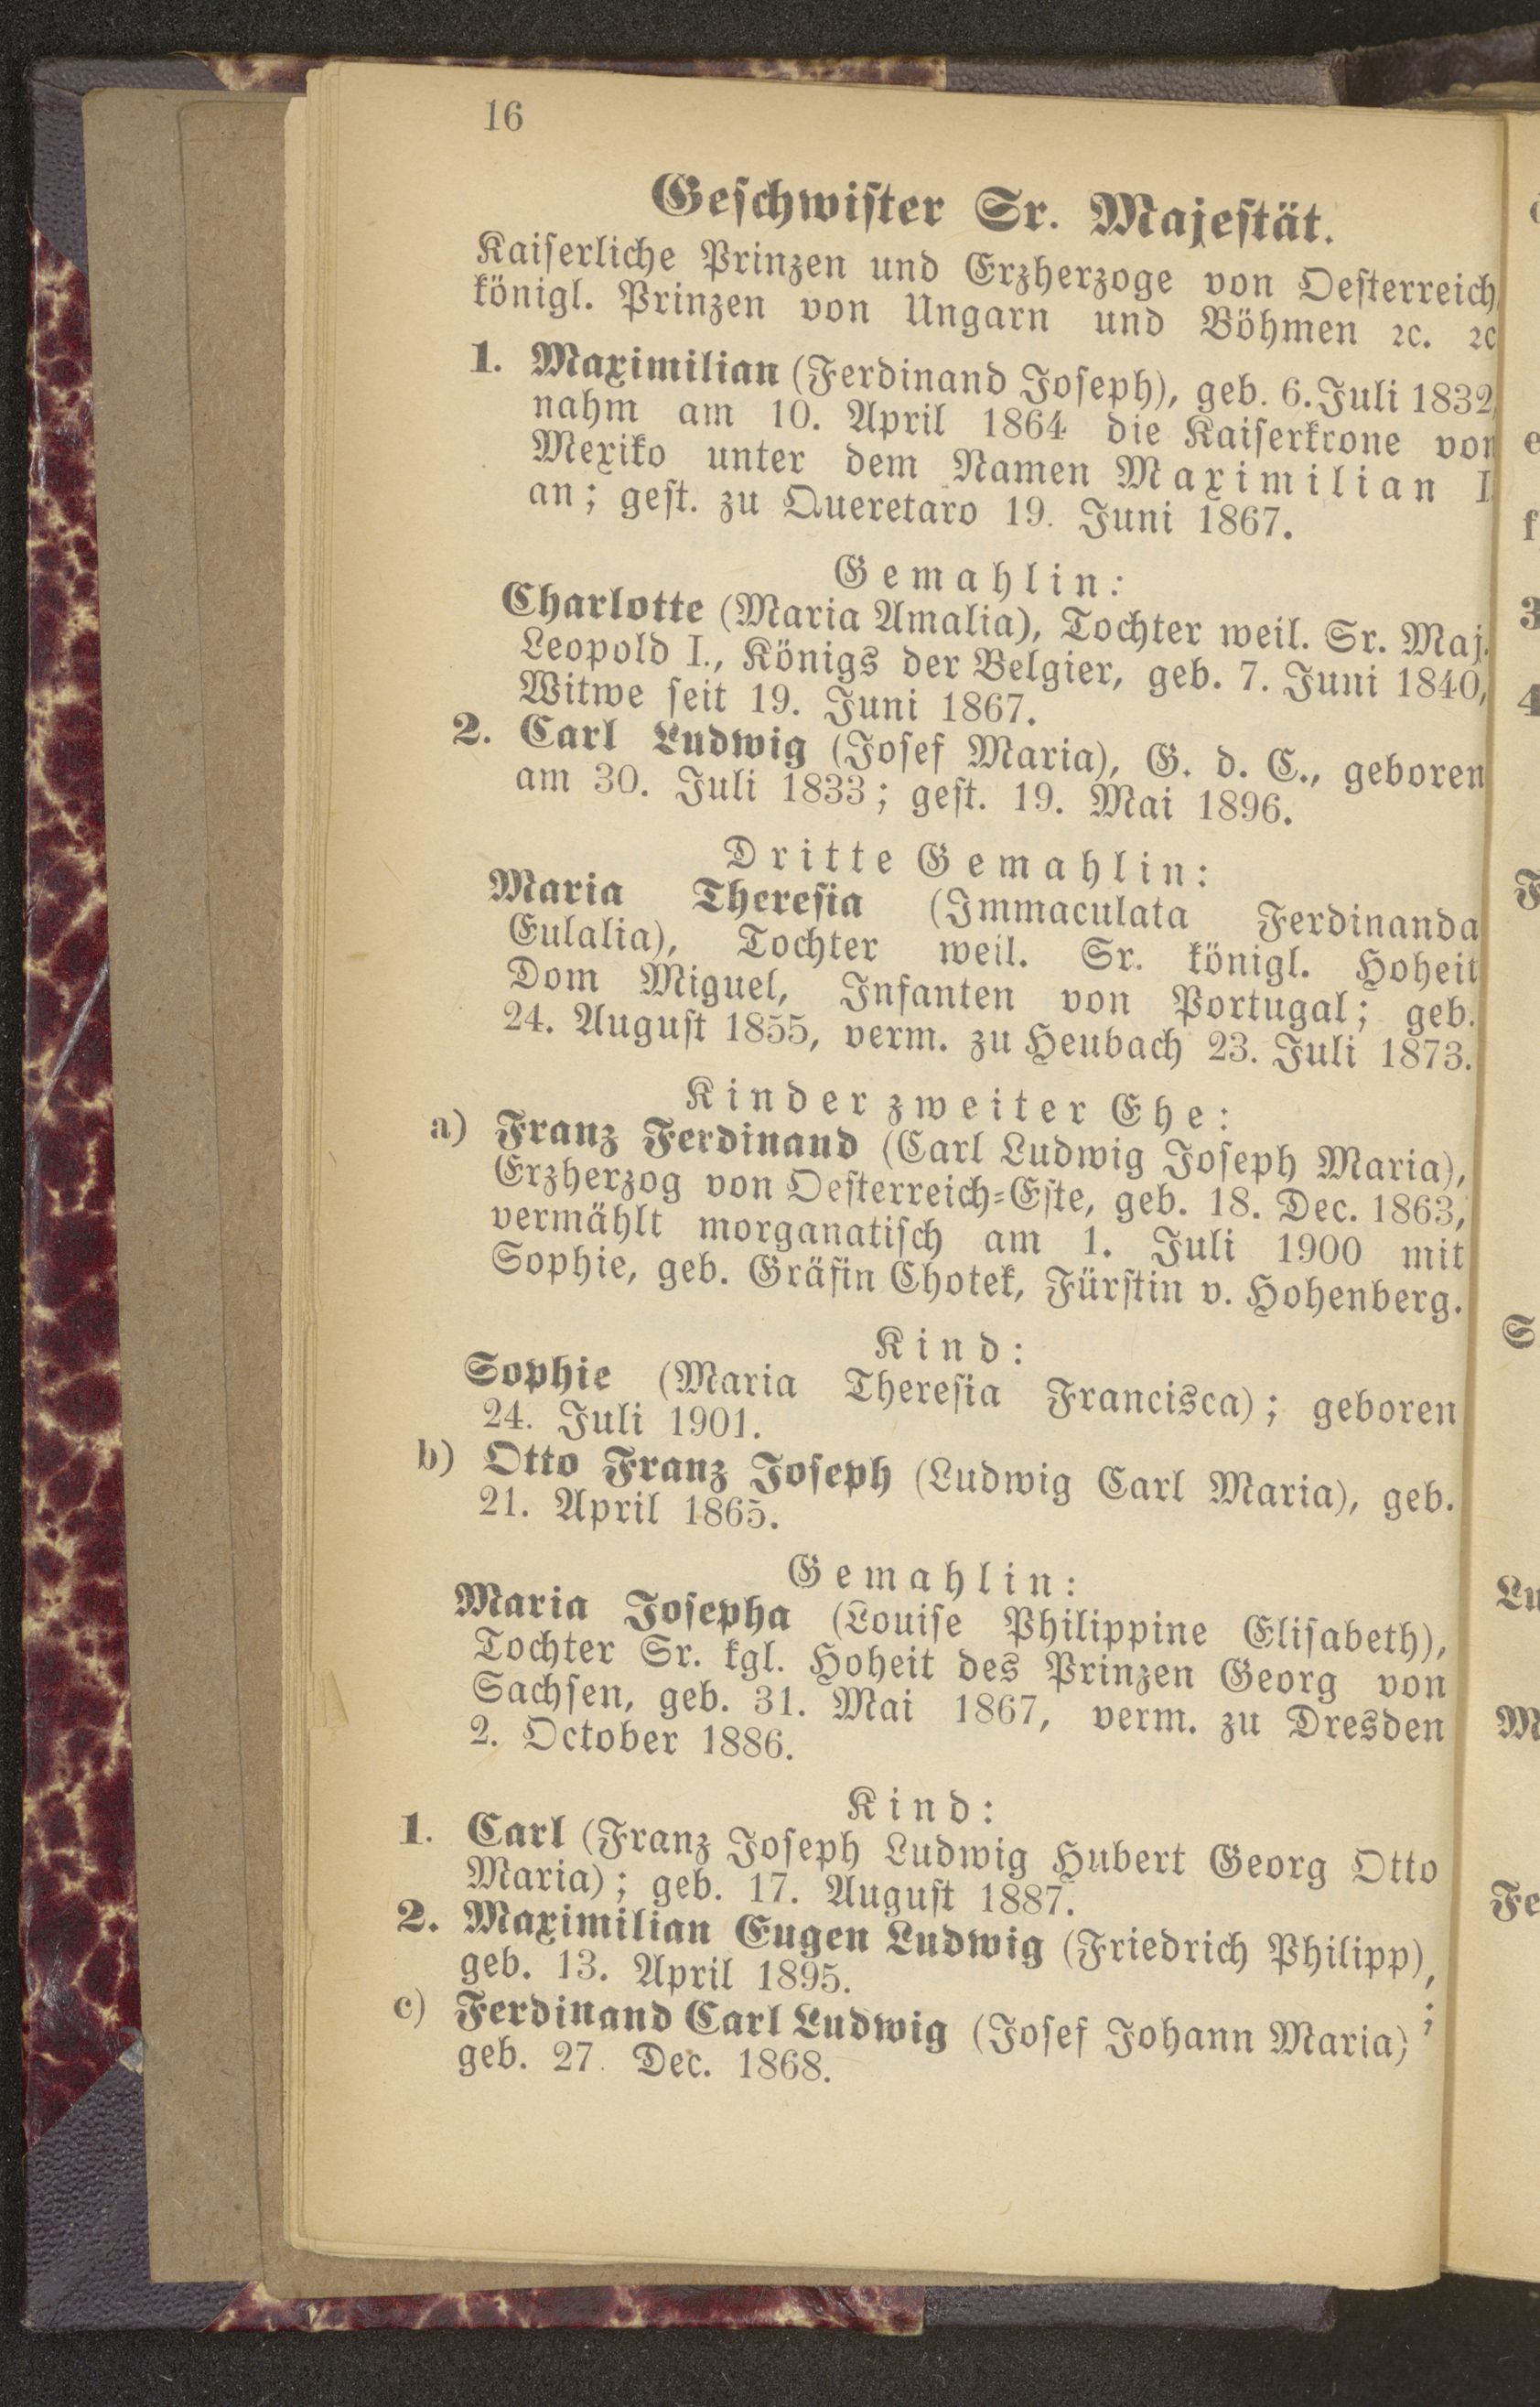 16
Geschwister Sr. Majestät.
Kaiserliche Prinzen und Erzherzoge von Oesterreich
königl. Prinzen von Ungarn und Böhmen ꝛc. ꝛc
1. Maximilian (Ferdinand Joseph), geb. 6. Juli 1832,
nahm am 10. April 1864 die Kaiserkrone von
Mexiko unter dem Namen Maximilian I
an; gest. zu Queretaro 19. Juni 1867.
Gemahlin:
Charlotte (Maria Amalia), Tochter weil. Sr. Maj.
Leopold I., Königs der Belgier, geb. 7. Juni 1840,
Witwe seit 19. Juni 1867.
2. Carl Ludwig (Josef Maria), G. d. C., geboren
am 30. Juli 1833; gest. 19. Mai 1896.
Dritte Gemahlin:
Maria Theresia (Immaculata Ferdinanda
Eulalia), Tochter weil. Sr. königl. Hoheit
Dom Miguel, Infanten von Portugal; geb.
24. August 1855, verm. zu Heubach 23. Juli 1873.
Kinder zweiter Ehe:
a) Franz Ferdinand (Carl Ludwig Joseph Maria),
Erzherzog von Oesterreich-Este, geb. 18. Dec. 1863,
vermählt morganatisch am 1. Juli 1900 mit
Sophie, geb. Gräfin Chotek, Fürstin v. Hohenberg.
Kind:
Sophie (Maria Theresia Francisca); geboren
24. Juli 1901.
b) Otto Franz Joseph (Ludwig Carl Maria), geb.
21. April 1865.
Gemahlin:
Maria Josepha (Louise Philippine Elisabeth),
Tochter Sr. kgl. Hoheit des Prinzen Georg von
Sachsen, geb. 31. Mai 1867, verm. zu Dresden
2. October 1886.
Kind:
1. Carl (Franz Joseph Ludwig Hubert Georg Otto
Maria); geb. 17. August 1887.
2. Maximilian Eugen Ludwig (Friedrich Philipp),
geb. 13. April 1895.
c) Ferdinand Carl Ludwig (Josef Johann Maria);
geb. 27. Dec. 1868.